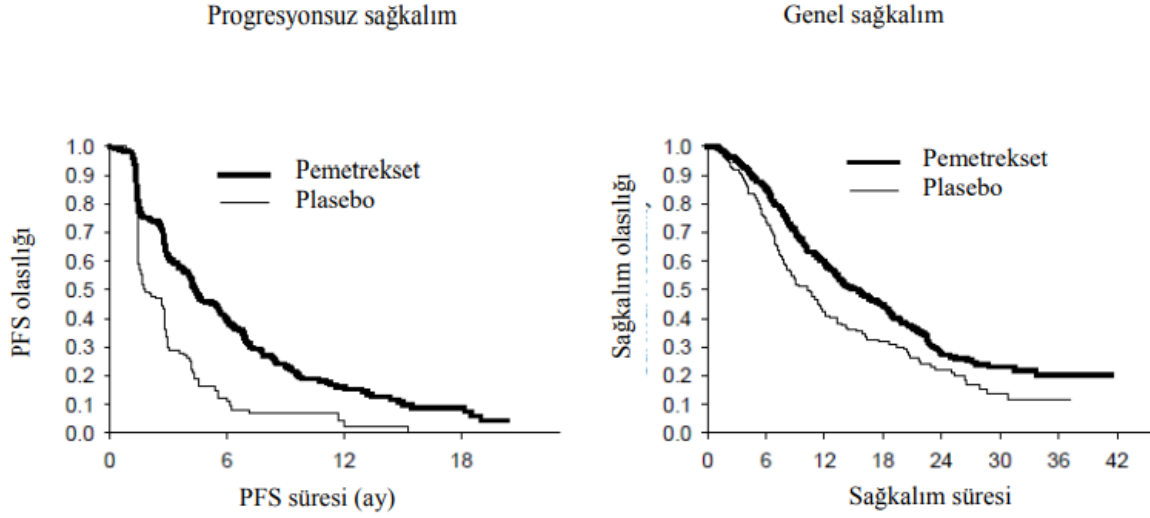 Progresyonsuz sağkalım
PFS olasılığı
1.0
0.9
0.8
0.7
0.6
0.5
0.4
0.3
0.2
0.1
0.0
Pemetrekset
Plasebo
0 6 12 18
PFS süresi (ay)
Genel sağkalım
Sağkalım olasılığı
1.0
0.9
0.8
0.7
0.6
0.5
0.4
0.3
0.2
0.1
0.0
Pemetrekset
Plasebo
0 6 12 18 24 30 36 42
Sağkalım süresi